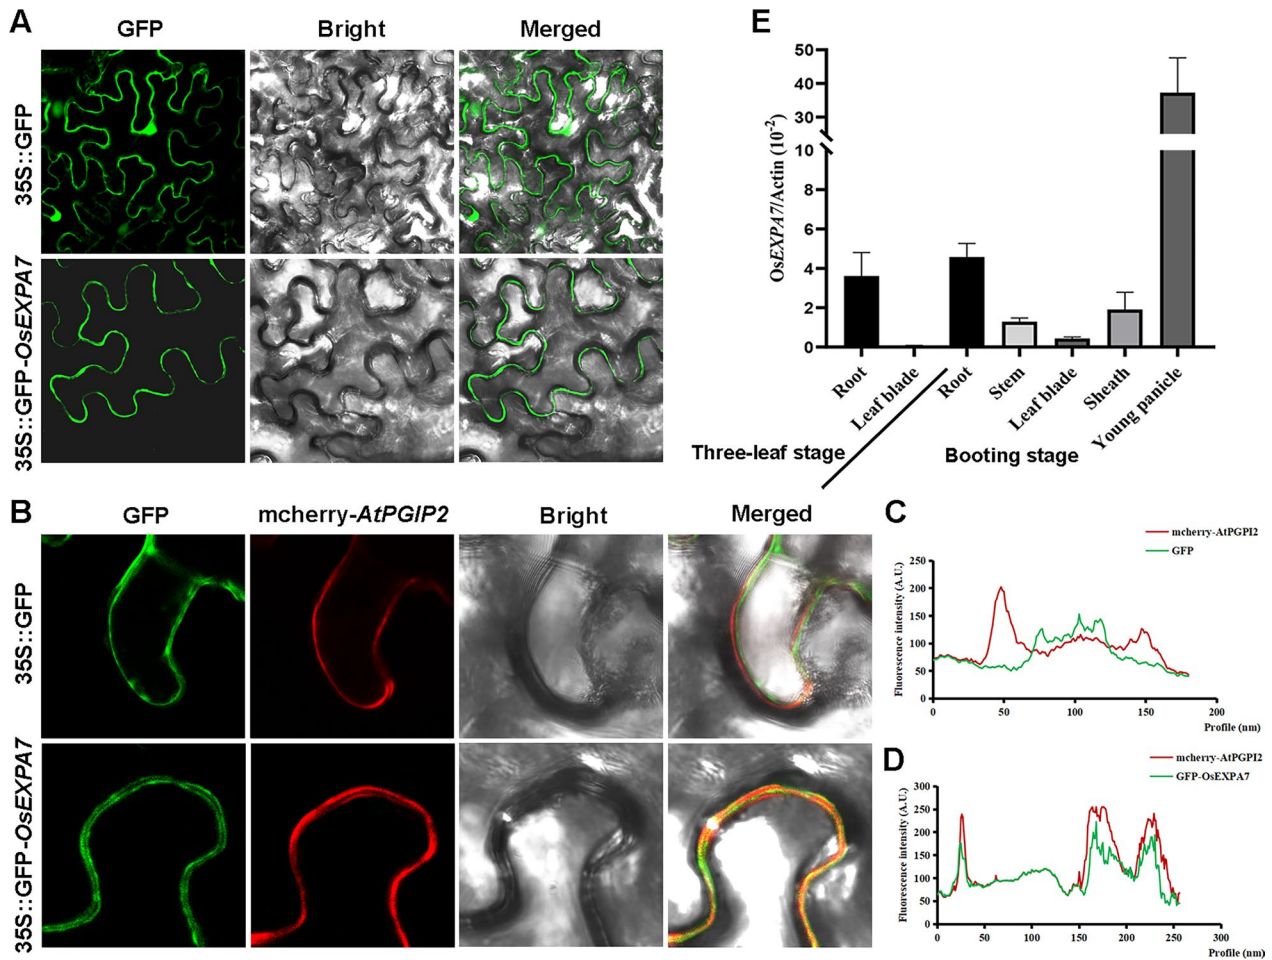 A
GFP
Bright
Merged
35S::GFP
35S::GFP-OsEXPA7
B
GFP
mcherry-AtPGIP2
Bright
Merged
35S::GFP
35S::GFP-OsEXPA7
E
OsEXPA7/Actin (10-2)
50
40
30
10
8
6
4
2
0
Root
Leaf blade
Root
Stem
Leaf blade
Sheath
Young panicle
Three-leaf stage
Booting stage
C
mcherry-AtPGPI2
GFP
Fluorescence intensity (A.U.)
250
200
150
100
50
0
0 50 100 150 200
Profile (nm)
D
mcherry-AtPGPI2
GFP-OsEXPA7
Fluorescence intensity (A.U.)
300
250
200
150
100
50
0
0 50 100 150 200 250 300
Profile (nm)